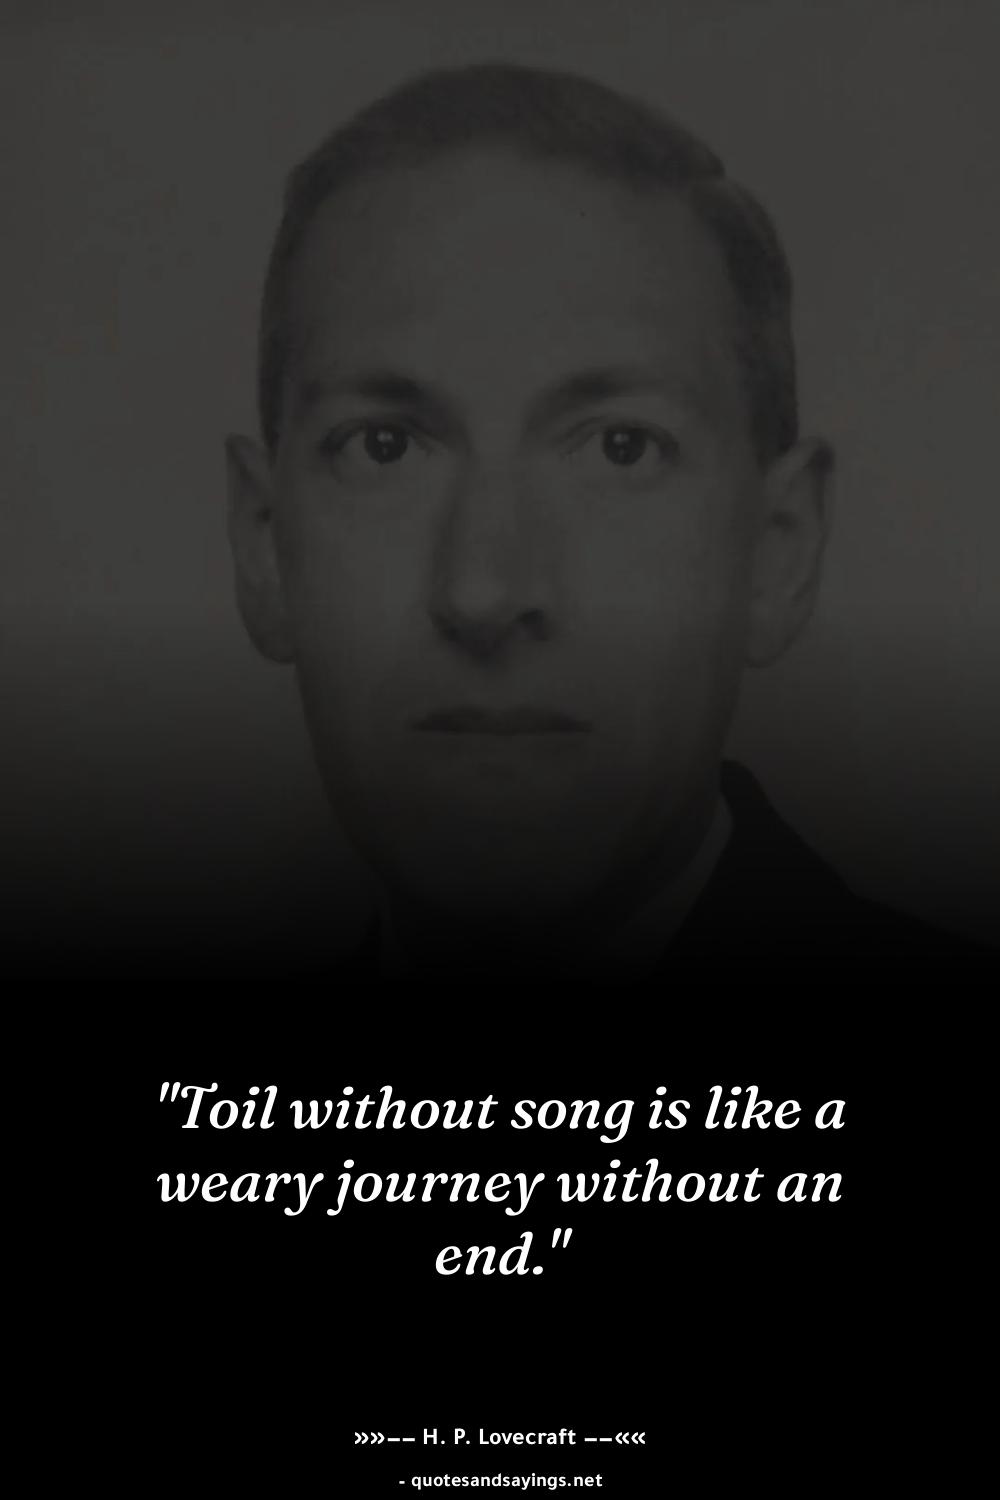 "Toil without song is like a
weary journey without an
end."
»»−− H. P. Lovecraft −−««
- quotesandsayings.net